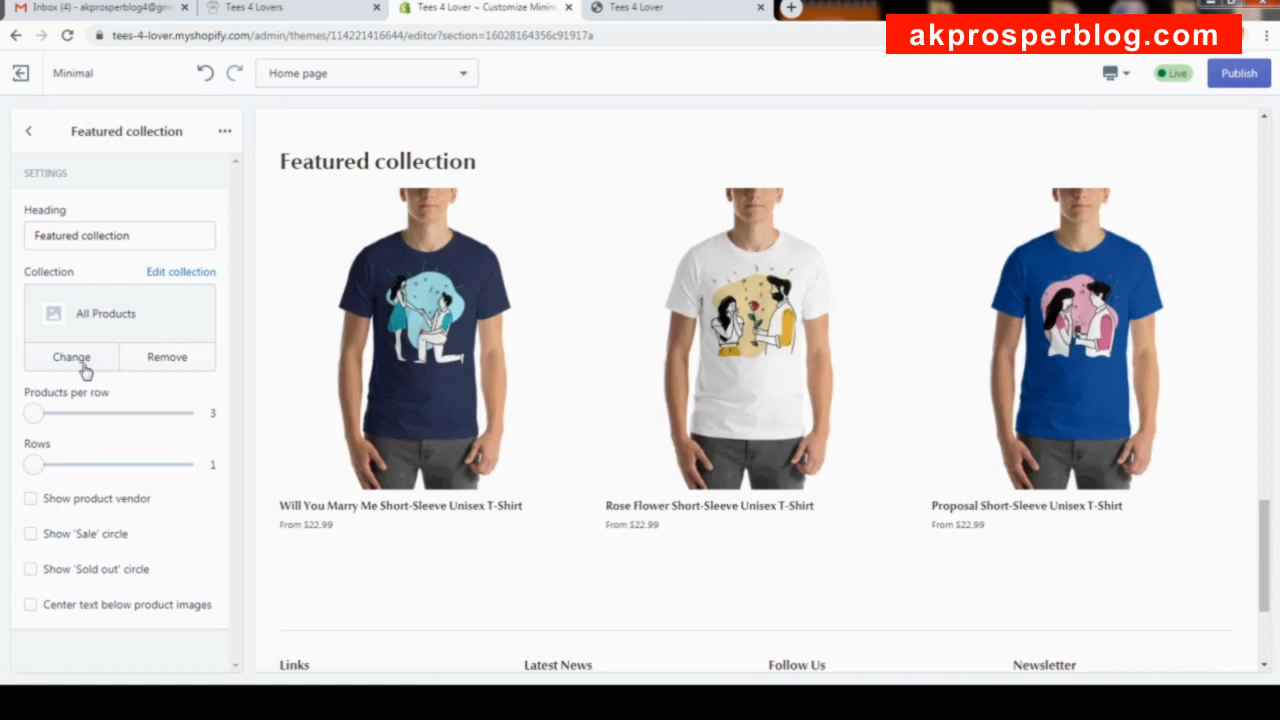 Inbox (4) - akprosperblog4@gm
Tees 4 Lovers
Tees 4 Lover ~ Customize Minim
Tees 4 Lover
tees-4-lover.myshopify.com/admin/themes/114221416644/editor?section=16028164356c91917a
akprosperblog.com
Minimal
Home page
Live
Publish
Featured collection
SETTINGS
Heading
Featured collection
Collection
Edit collection
All Products
Change
Remove
Products per row
3
Rows
1
Show product vendor
Show 'Sale' circle
Show 'Sold out' circle
Center text below product images
Featured collection
Will You Marry Me Short-Sleeve Unisex T-Shirt
From $22.99
Rose Flower Short-Sleeve Unisex T-Shirt
From $22.99
Proposal Short-Sleeve Unisex T-Shirt
From $22.99
Links
Latest News
Follow Us
Newsletter